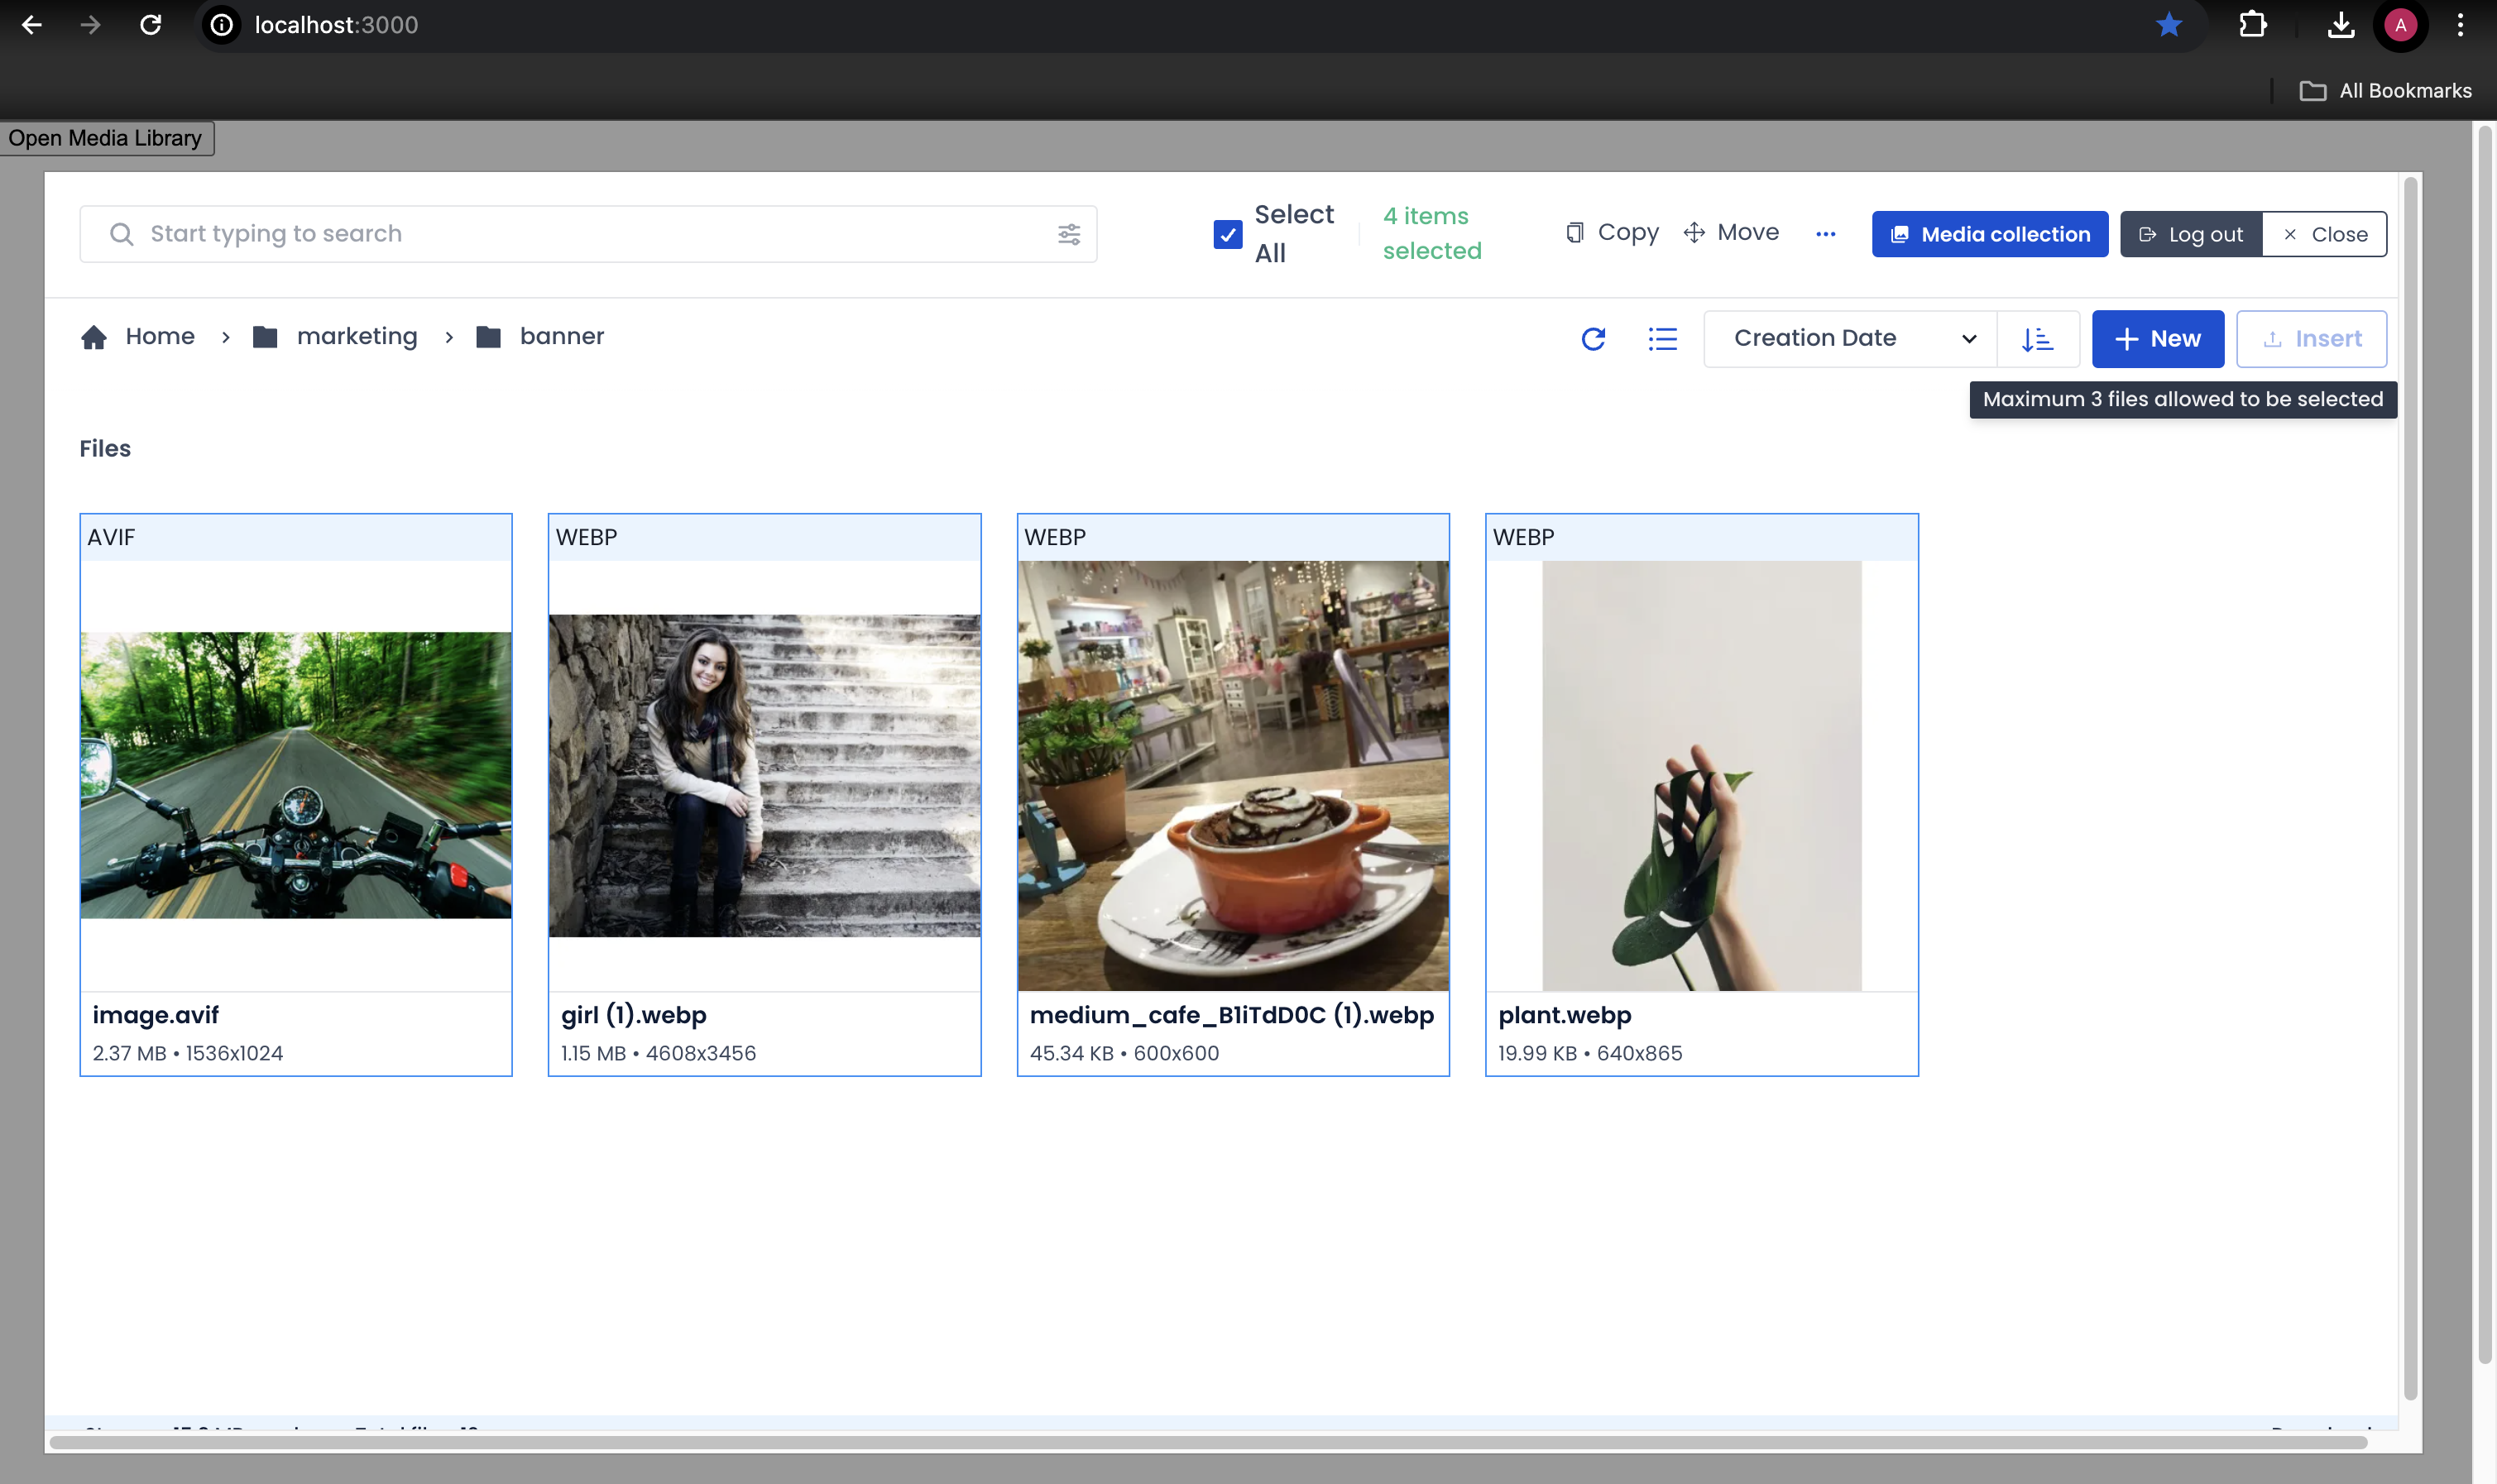 localhost:3000
A
All Bookmarks
Open Media Library
Start typing to search
Select All
4 items selected
Copy
Move
Media collection
Log out
Close
Home
marketing
banner
Creation Date
New
Insert
Maximum 3 files allowed to be selected
Files
AVIF
WEBP
WEBP
WEBP
image.avif
2.37 MB • 1536x1024
girl (1).webp
1.15 MB • 4608x3456
medium_cafe_B1iTdD0C (1).webp
45.34 KB • 600x600
plant.webp
19.99 KB • 640x865